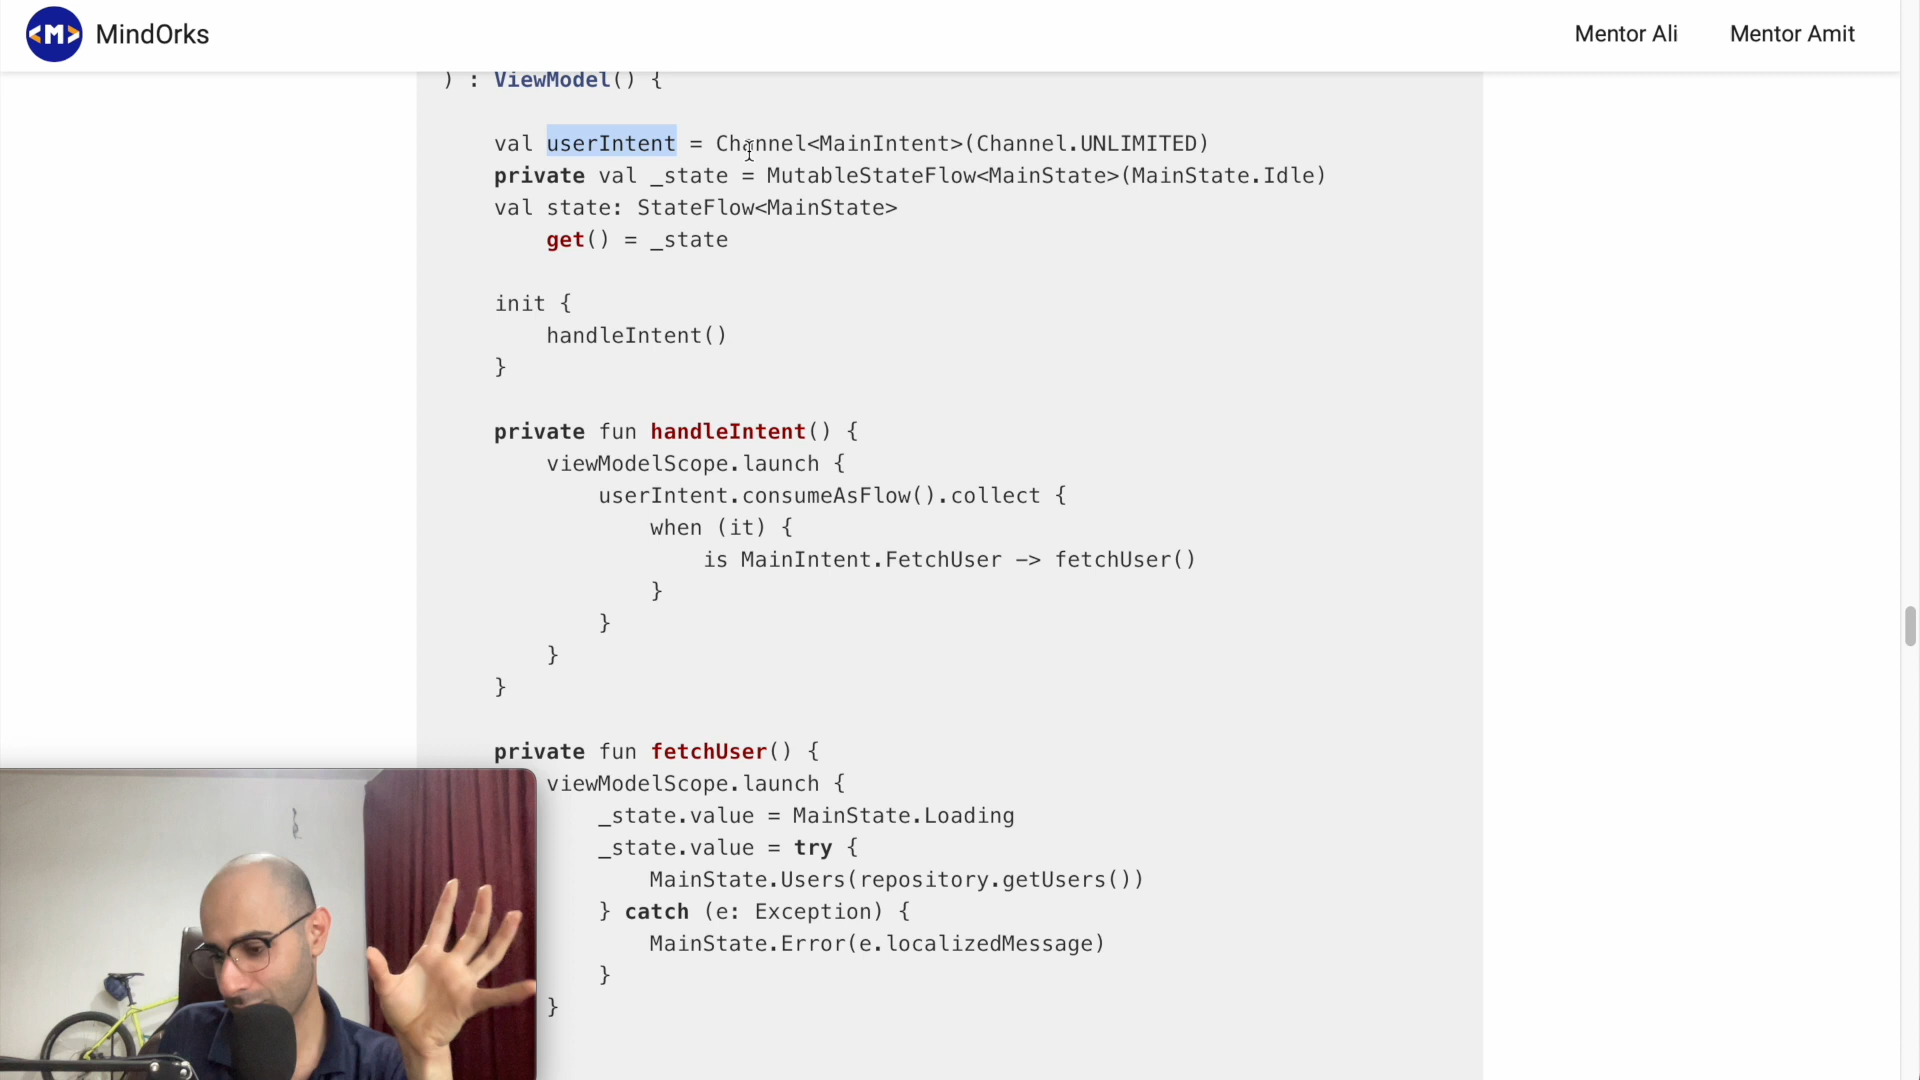 <M> MindOrks
Mentor Ali
Mentor Amit
) : ViewModel() {
val userIntent = Channel<MainIntent>(Channel.UNLIMITED)
private val _state = MutableStateFlow<MainState>(MainState.Idle)
val state: StateFlow<MainState>
get() = _state
init {
handleIntent()
}
private fun handleIntent() {
viewModelScope.launch {
userIntent.consumeAsFlow().collect {
when (it) {
is MainIntent.FetchUser -> fetchUser()
}
}
}
}
private fun fetchUser() {
viewModelScope.launch {
_state.value = MainState.Loading
_state.value = try {
MainState.Users(repository.getUsers())
} catch (e: Exception) {
MainState.Error(e.localizedMessage)
}
}